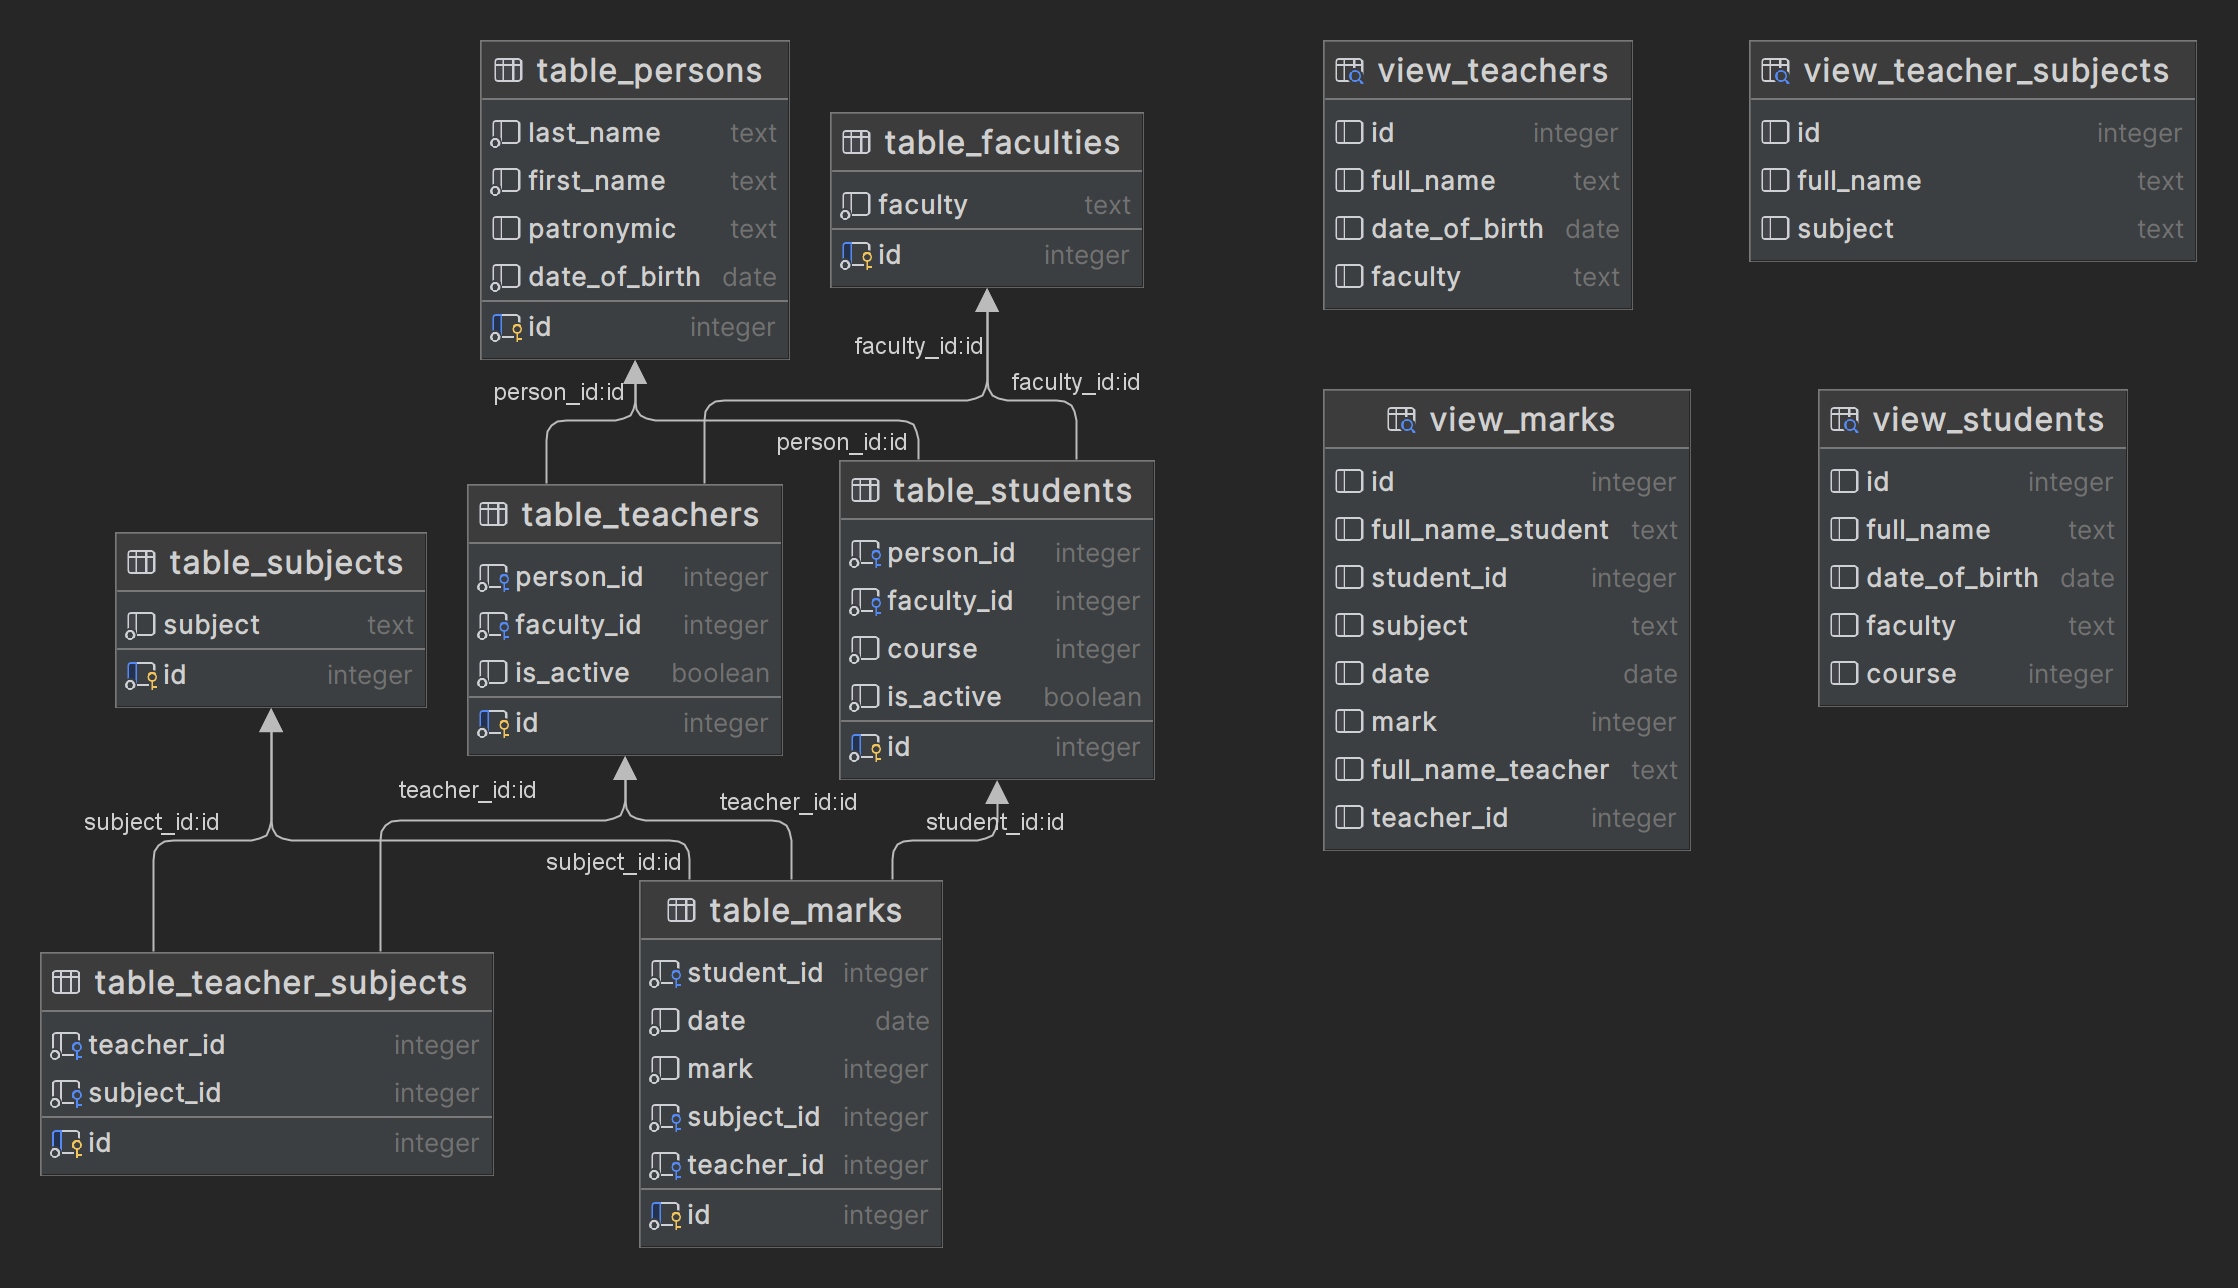 table_persons
last_name text
first_name text
patronymic text
date_of_birth date
id integer
table_faculties
faculty text
id integer
view_teachers
id integer
full_name text
date_of_birth date
faculty text
view_teacher_subjects
id integer
full_name text
subject text
faculty_id:id
faculty_id:id
person_id:id
person_id:id
table_subjects
subject text
id integer
table_teachers
person_id integer
faculty_id integer
is_active boolean
id integer
table_students
person_id integer
faculty_id integer
course integer
is_active boolean
id integer
view_marks
id integer
full_name_student text
student_id integer
subject text
date date
mark integer
full_name_teacher text
teacher_id integer
view_students
id integer
full_name text
date_of_birth date
faculty text
course integer
teacher_id:id
teacher_id:id
subject_id:id
student_id:id
subject_id:id
table_teacher_subjects
teacher_id integer
subject_id integer
id integer
table_marks
student_id integer
date date
mark integer
subject_id integer
teacher_id integer
id integer